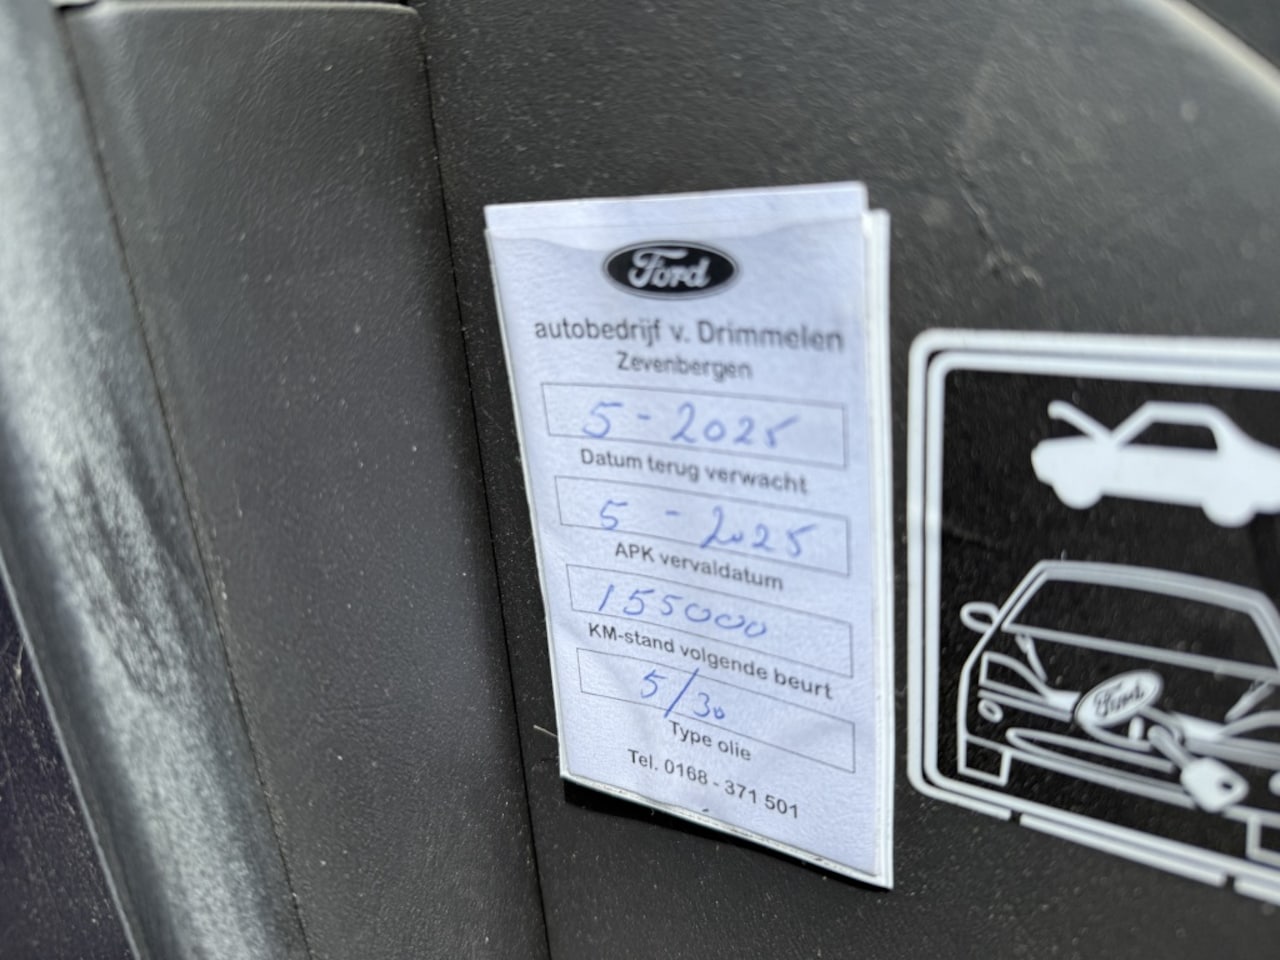 Ford
autobedrijf v. Drimmelen
Zevenbergen
5 - 2025
Datum terug verwacht
5 - 2025
APK vervaldatum
155000
KM-stand volgende beurt
5/30
Type olie
Tel. 0168 - 371 501
Ford